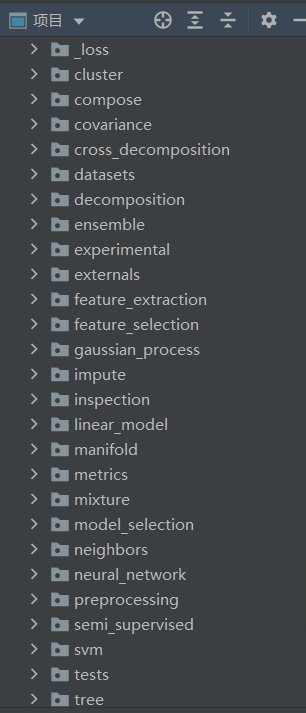 项目
_loss
cluster
compose
covariance
cross_decomposition
datasets
decomposition
ensemble
experimental
externals
feature_extraction
feature_selection
gaussian_process
impute
inspection
linear_model
manifold
metrics
mixture
model_selection
neighbors
neural_network
preprocessing
semi_supervised
svm
tests
tree